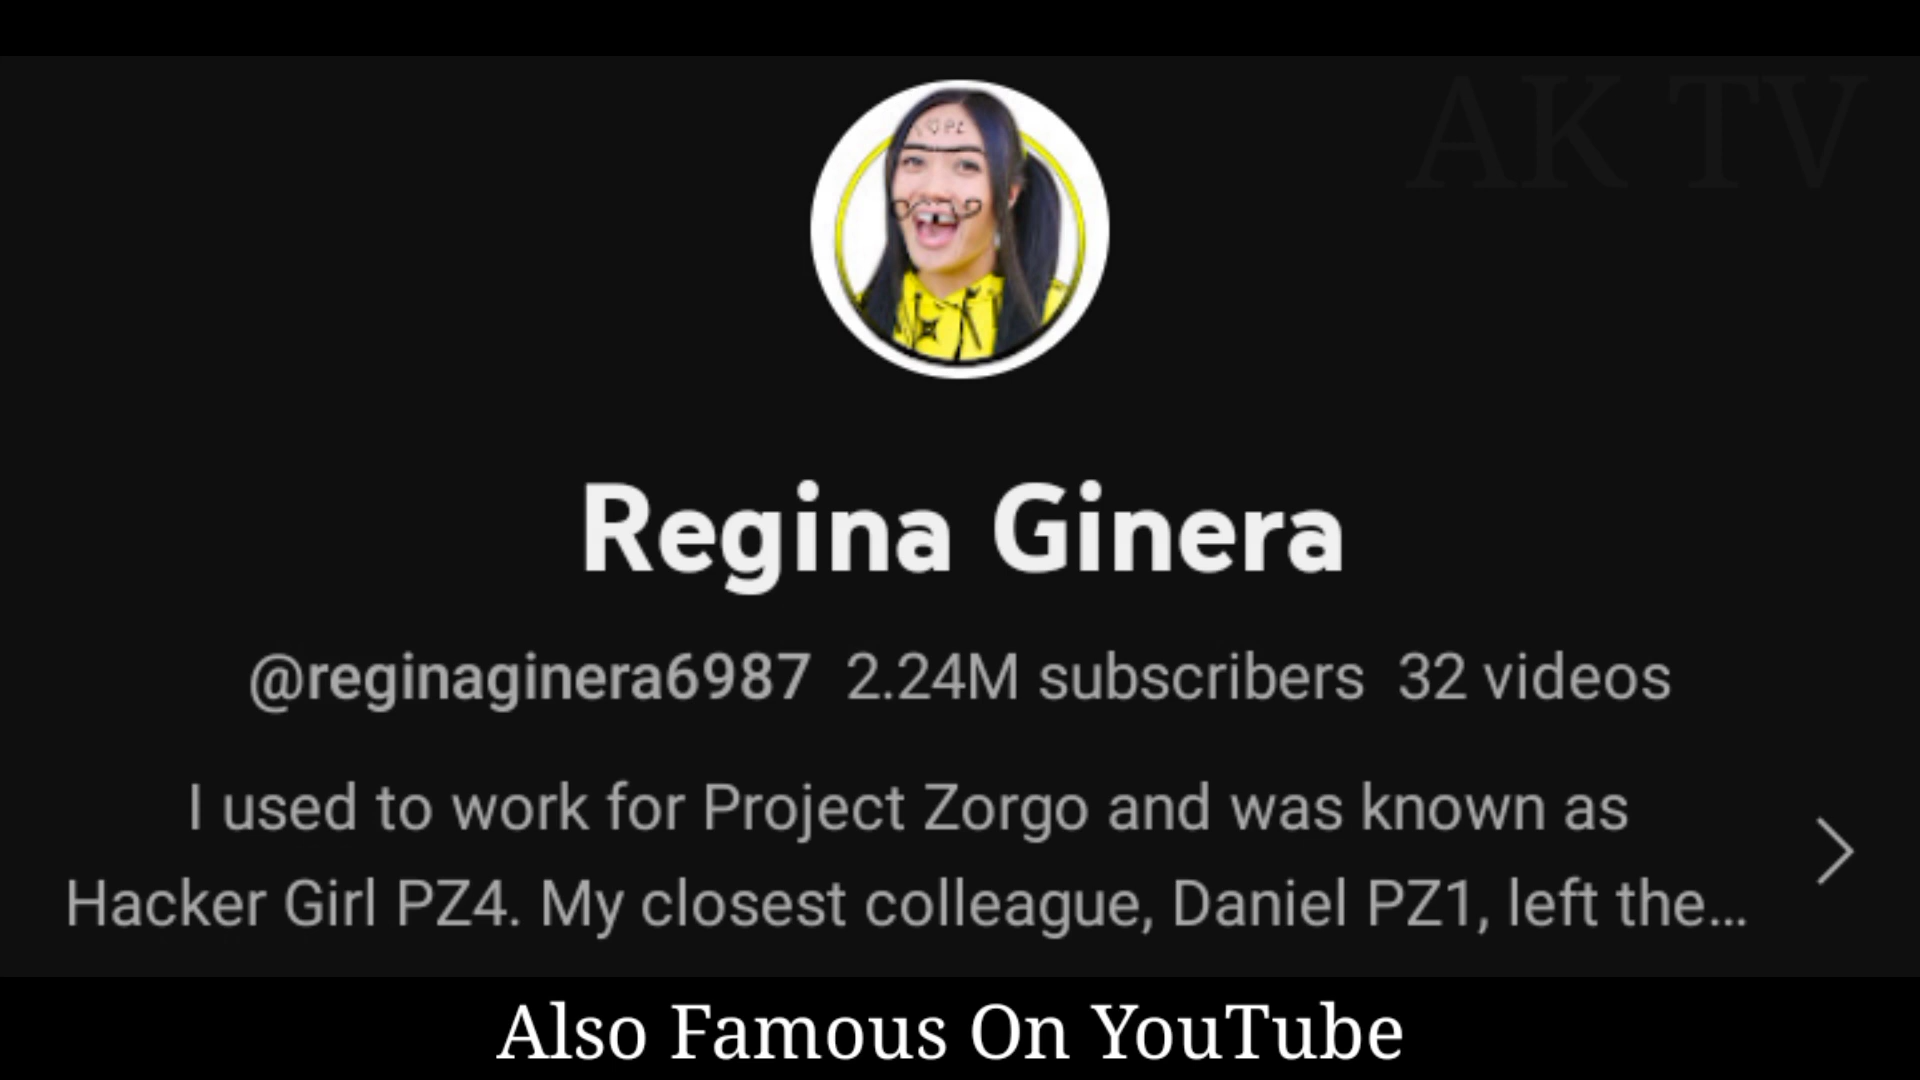 AK TV
Regina Ginera
@reginaginera6987 2.24M subscribers 32 videos
I used to work for Project Zorgo and was known as
Hacker Girl PZ4. My closest colleague, Daniel PZ1, left the...
Also Famous On YouTube